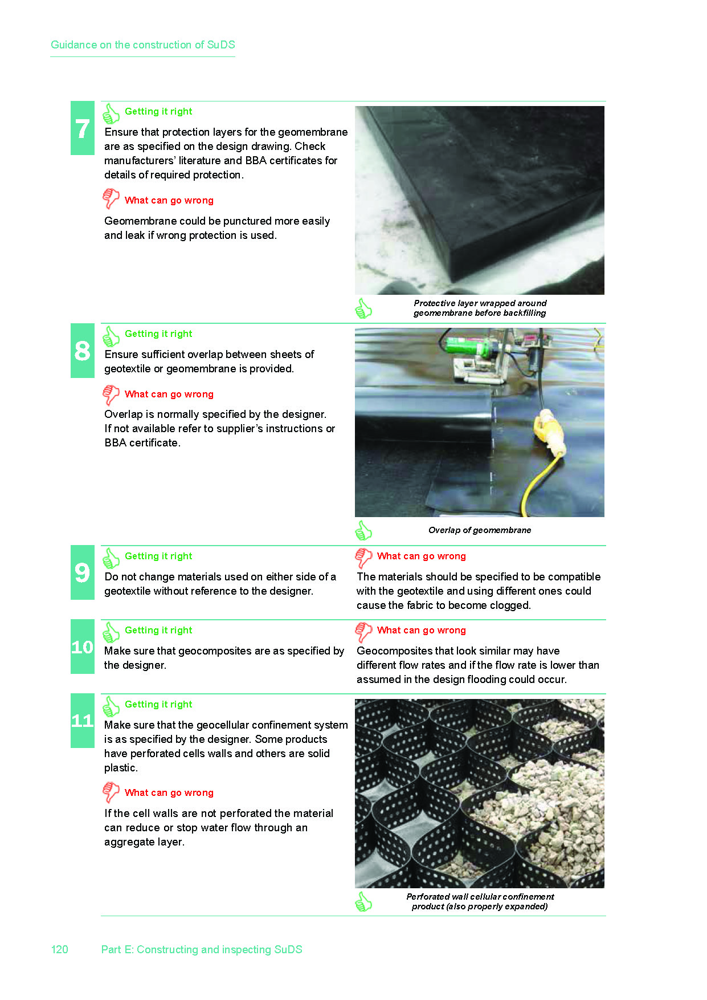 Guidance on the construction of SuDS
7
Getting it right
Ensure that protection layers for the geomembrane
are as specified on the design drawing. Check
manufacturers’ literature and BBA certificates for
details of required protection.
What can go wrong
Geomembrane could be punctured more easily
and leak if wrong protection is used.
Protective layer wrapped around
geomembrane before backfilling
8
Getting it right
Ensure sufficient overlap between sheets of
geotextile or geomembrane is provided.
What can go wrong
Overlap is normally specified by the designer.
If not available refer to supplier’s instructions or
BBA certificate.
Overlap of geomembrane
9
Getting it right
Do not change materials used on either side of a
geotextile without reference to the designer.
What can go wrong
The materials should be specified to be compatible
with the geotextile and using different ones could
cause the fabric to become clogged.
10
Getting it right
Make sure that geocomposites are as specified by
the designer.
What can go wrong
Geocomposites that look similar may have
different flow rates and if the flow rate is lower than
assumed in the design flooding could occur.
11
Getting it right
Make sure that the geocellular confinement system
is as specified by the designer. Some products
have perforated cells walls and others are solid
plastic.
What can go wrong
If the cell walls are not perforated the material
can reduce or stop water flow through an
aggregate layer.
Perforated wall cellular confinement
product (also properly expanded)
120 Part E: Constructing and inspecting SuDS